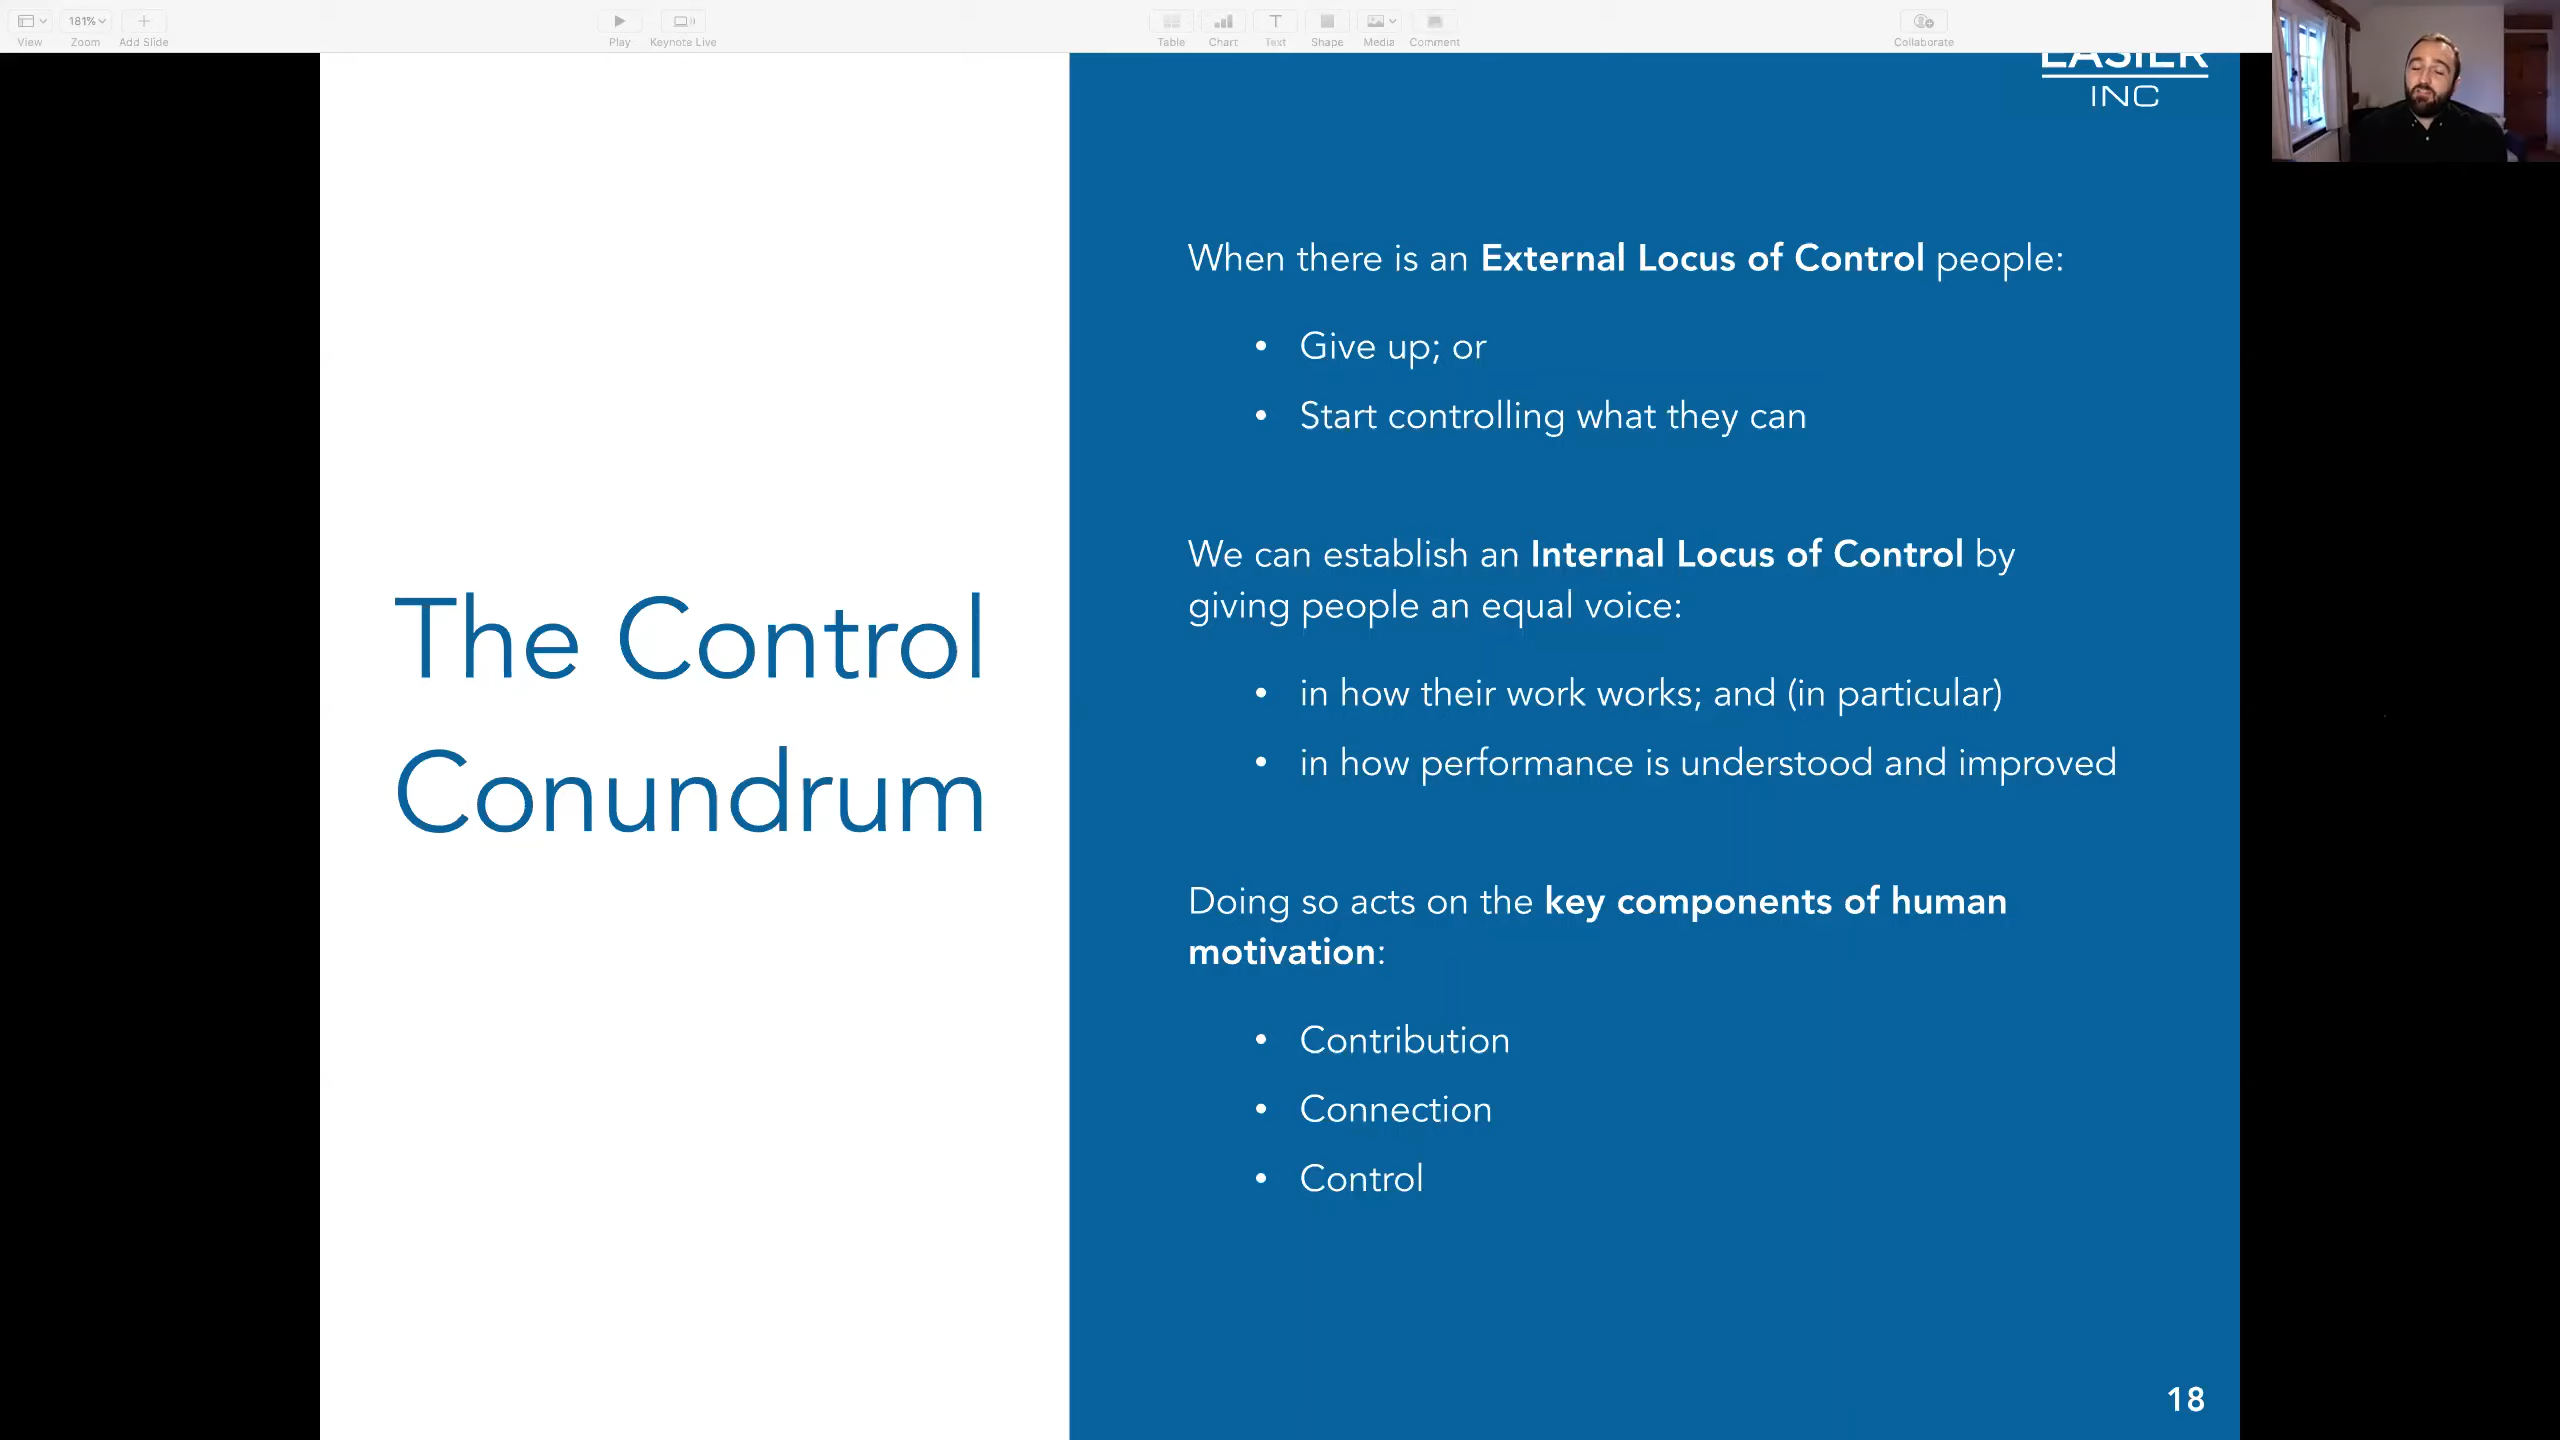 181%
View
Zoom
Add Slide
Play
Keynote Live
T
Table
Chart
Text
Shape
Media
Comment
Collaborate
EASIER
INC
The Control
Conundrum
When there is an External Locus of Control people:
• Give up; or
• Start controlling what they can
We can establish an Internal Locus of Control by
giving people an equal voice:
• in how their work works; and (in particular)
• in how performance is understood and improved
Doing so acts on the key components of human
motivation:
• Contribution
• Connection
• Control
18